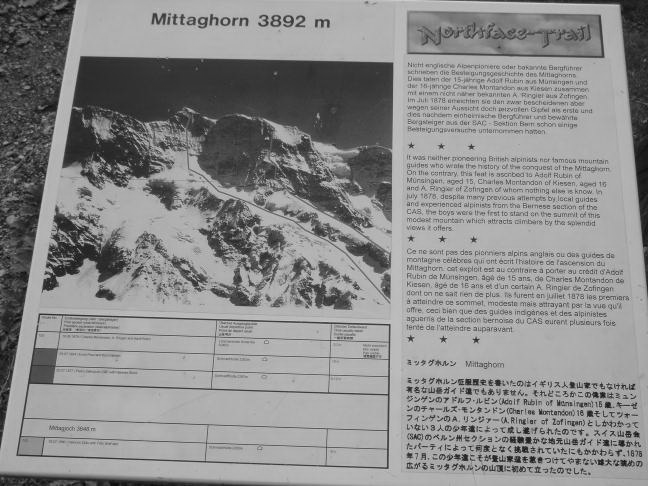 Mittaghorn 3892 m
Northface-Trail
Nicht englische Alpenpioniere oder bekannte Bergführer
schrieben die Besteigungsgeschichte des Mittaghorns.
Dies taten der 15-jährige Adolf Rubin aus Münsingen und
der 16-jährige Charles Montandon aus Kiesen zusammen
mit einem nicht näher bekannten A. Ringier aus Zofingen.
Im Juli 1878 erreichten sie den zwar bescheidenen aber
wegen seiner Aussicht doch reizvollen Gipfel als erste und
dies nachdem einheimische Bergführer und bewährte
Bergsteiger aus der SAC - Sektion Bern schon einige
Besteigungsversuche unternommen hatten.
★ ★ ★
It was neither pioneering British alpinists nor famous mountain
guides who wrote the history of the conquest of the Mittaghorn.
On the contrary, this feat is ascribed to Adolf Rubin of
Münsingen, aged 15, Charles Montandon of Kiesen, aged 16
and A. Ringier of Zofingen of whom nothing else is know. In
july 1878, despite many previous attempts by local guides
and experienced alpinists from the Bernese section of the
CAS, the boys were the first to stand on the summit of this
modest mountain which attracts climbers by the splendid
views it offers.
★ ★ ★
Ce ne sont pas des pionniers alpins anglais ou des guides de
montagne célèbres qui ont écrit l'histoire de l'ascension du
Mittaghorn, cet exploit est au contraire à porter au crédit d'Adolf
Rubin de Münsingen, âgé de 15 ans, de Charles Montandon de
Kiesen, âgé de 16 ans et d'un certain A. Ringier de Zofingen
dont on ne sait rien de plus. Ils furent en juillet 1878 les premiers
à atteindre ce sommet, modeste mais attrayant par la vue qu'il
offre, ceci bien que des guides indigènes et des alpinistes
aguerris de la section bernoise du CAS eurent plusieurs fois
tenté de l'atteindre auparavant.
★ ★ ★
ミッタグホルン Mittaghorn
ミッタグホルン征服歴史を書いたのはイギリス人登山家でもなければ
有名な山岳ガイド達でもありません。それどころかこの偉業はミュン
ジンゲンのアドルフ・ルビン(Adolf Rubin of Münsingen)15歳、キーゼ
ンのチャールズ・モンタンドン(Charles Montandon)16歳そしてツォー
フィンゲンの A. リンジァー(A.Ringier of Zofingen)としかわかって
いない3人の少年達によって成し遂げられたのです。スイス山岳会
(SAC)のベルン州セクションの経験豊かな地元山岳ガイド達に導かれ
たパーティによって何度となく挑戦されていたにもかかわらず、1878
年7月、この少年達こそが登山家達を惹きつけてやまない雄大な眺めの
広がるミッタグホルンの山頂に初めて立ったのでした。
Mittagjoch 3848 m